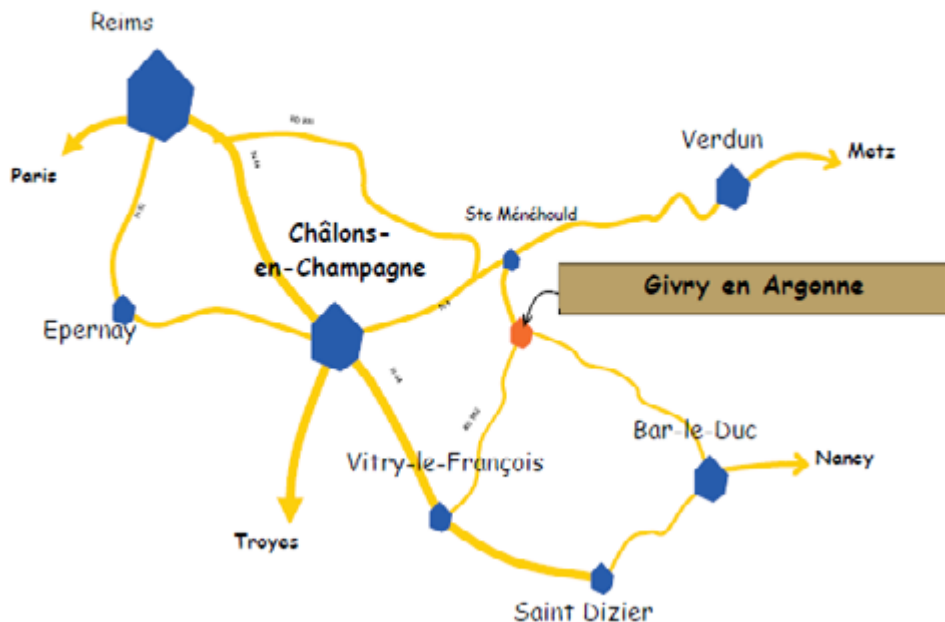 Reims
Verdun
Metz
Paris
Ste Ménéhould
Châlons-
en-Champagne
Givry en Argonne
Epernay
Bar-le-Duc
Vitry-le-François
Nancy
Troyes
Saint Dizier